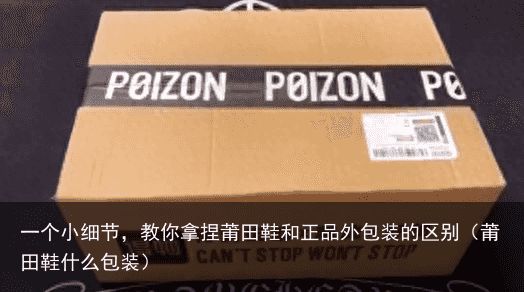 P0IZON P0IZON P0
一个小细节，教你拿捏莆田鞋和正品外包装的区别（莆
田鞋什么包装）
CAN'T STOP WON'T STOP